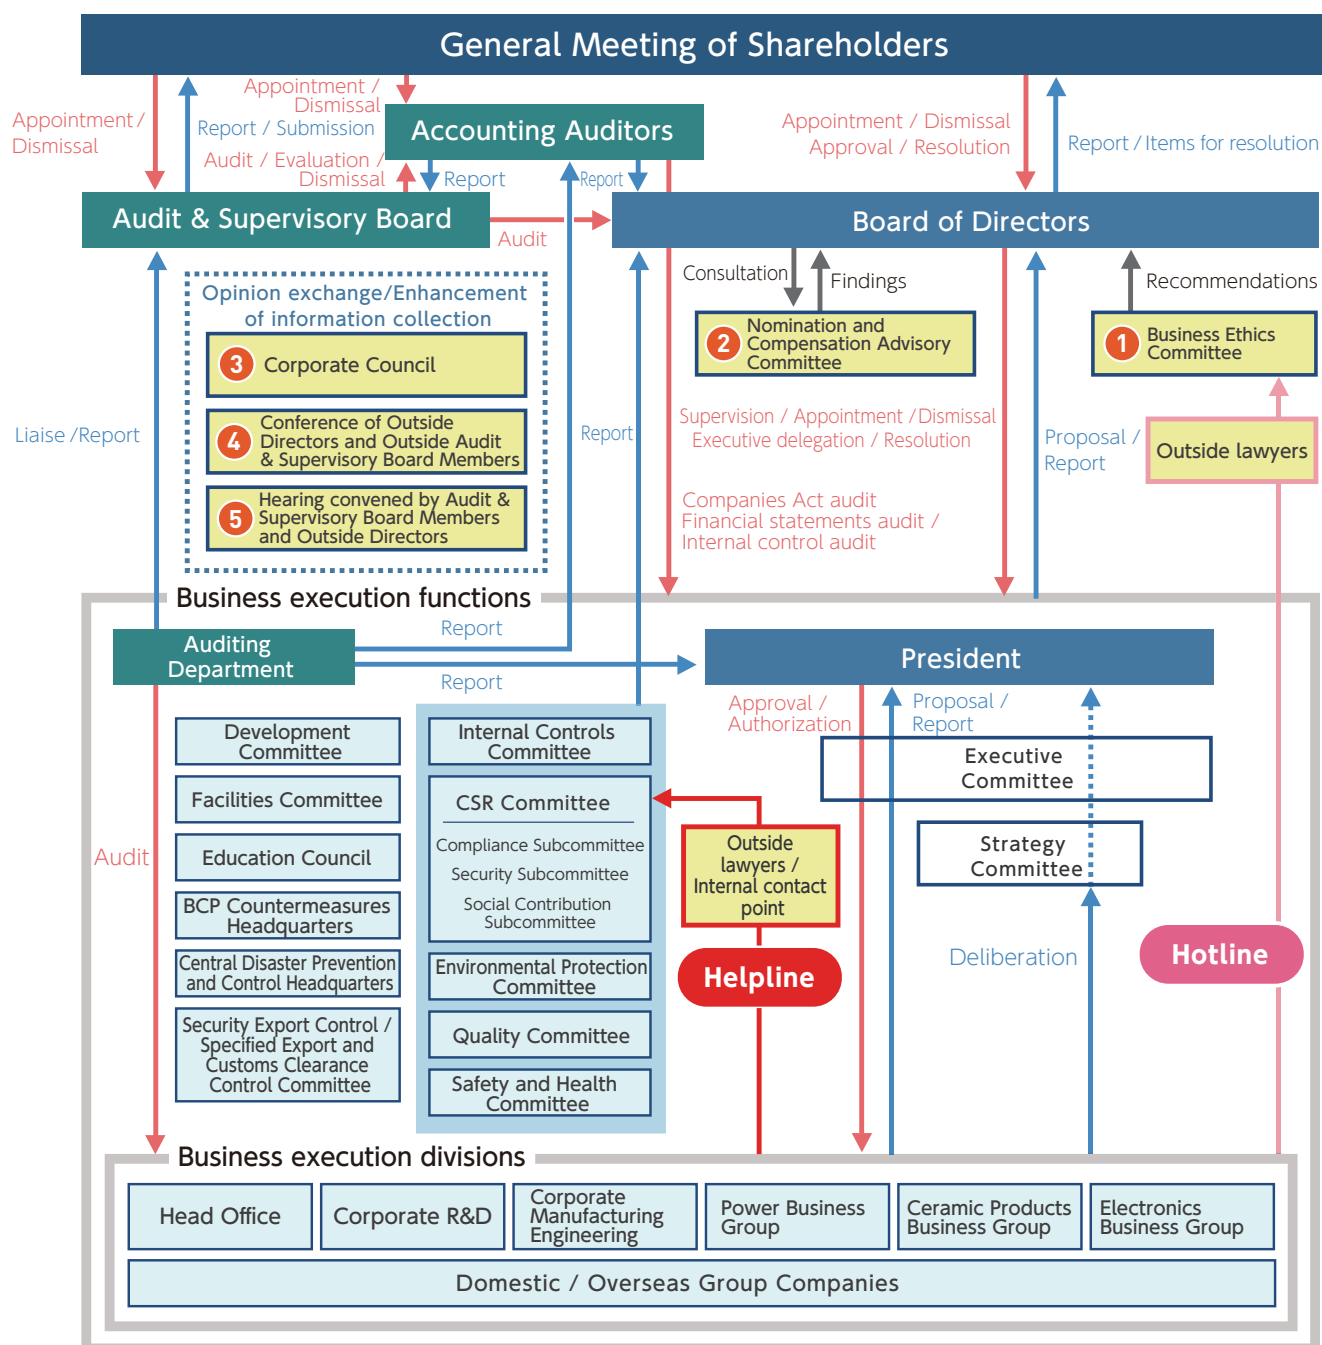 General Meeting of Shareholders
Appointment /
Dismissal
Report / Submission
Appointment /
Dismissal
Accounting Auditors
Audit / Evaluation /
Dismissal
Report
Report
Appointment / Dismissal
Approval / Resolution
Report / Items for resolution
Audit & Supervisory Board
Audit
Board of Directors
Opinion exchange/Enhancement
of information collection
3 Corporate Council
4 Conference of Outside
Directors and Outside Audit
& Supervisory Board Members
5 Hearing convened by Audit &
Supervisory Board Members
and Outside Directors
Liaise /Report
Report
Consultation
Findings
Recommendations
2 Nomination and
Compensation Advisory
Committee
1 Business Ethics
Committee
Supervision / Appointment /Dismissal
Executive delegation / Resolution
Proposal /
Report
Outside lawyers
Companies Act audit
Financial statements audit /
Internal control audit
Business execution functions
Auditing
Department
Report
Report
President
Approval /
Authorization
Proposal /
Report
Development
Committee
Facilities Committee
Education Council
BCP Countermeasures
Headquarters
Central Disaster Prevention
and Control Headquarters
Security Export Control /
Specified Export and
Customs Clearance
Control Committee
Audit
Internal Controls
Committee
CSR Committee
Compliance Subcommittee
Security Subcommittee
Social Contribution
Subcommittee
Environmental Protection
Committee
Quality Committee
Safety and Health
Committee
Outside
lawyers /
Internal contact
point
Helpline
Executive
Committee
Strategy
Committee
Deliberation
Hotline
Business execution divisions
Head Office
Corporate R&D
Corporate
Manufacturing
Engineering
Power Business
Group
Ceramic Products
Business Group
Electronics
Business Group
Domestic / Overseas Group Companies